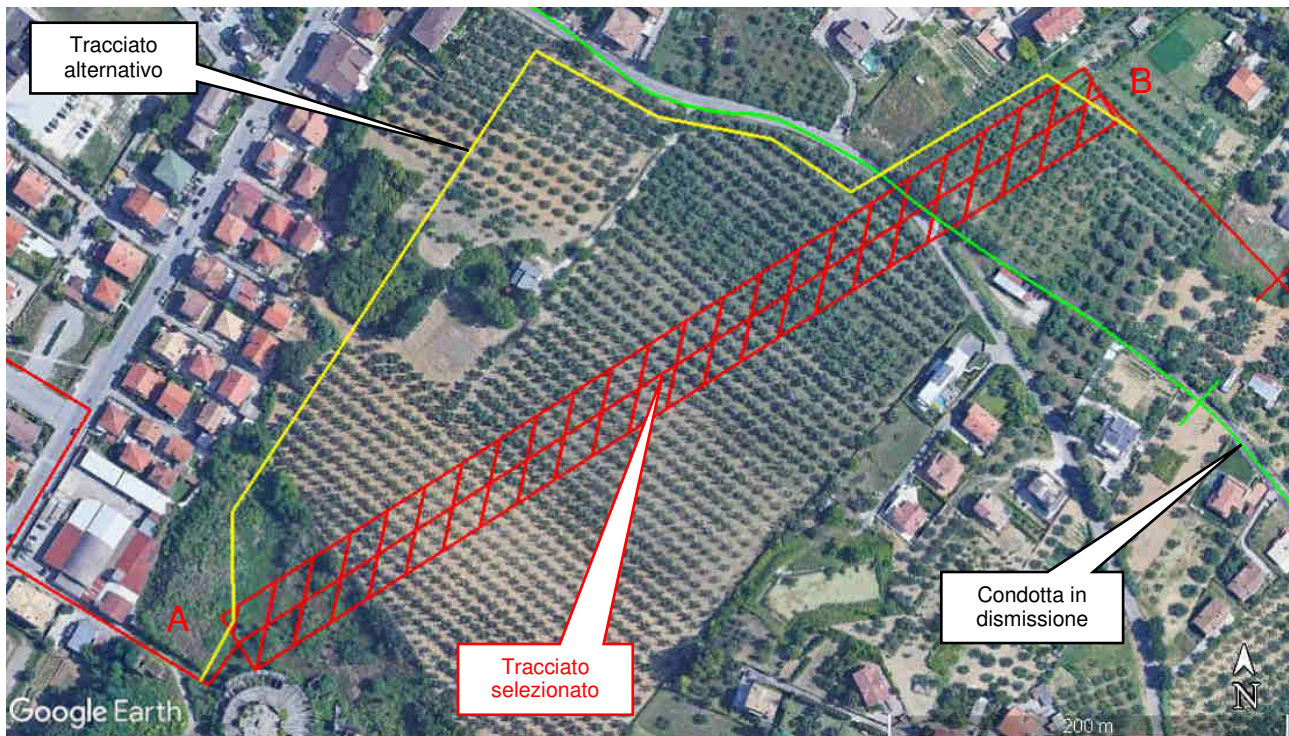 Tracciato
alternativo
B
A
Tracciato
selezionato
Condotta in
dismissione
N
Google Earth
200 m